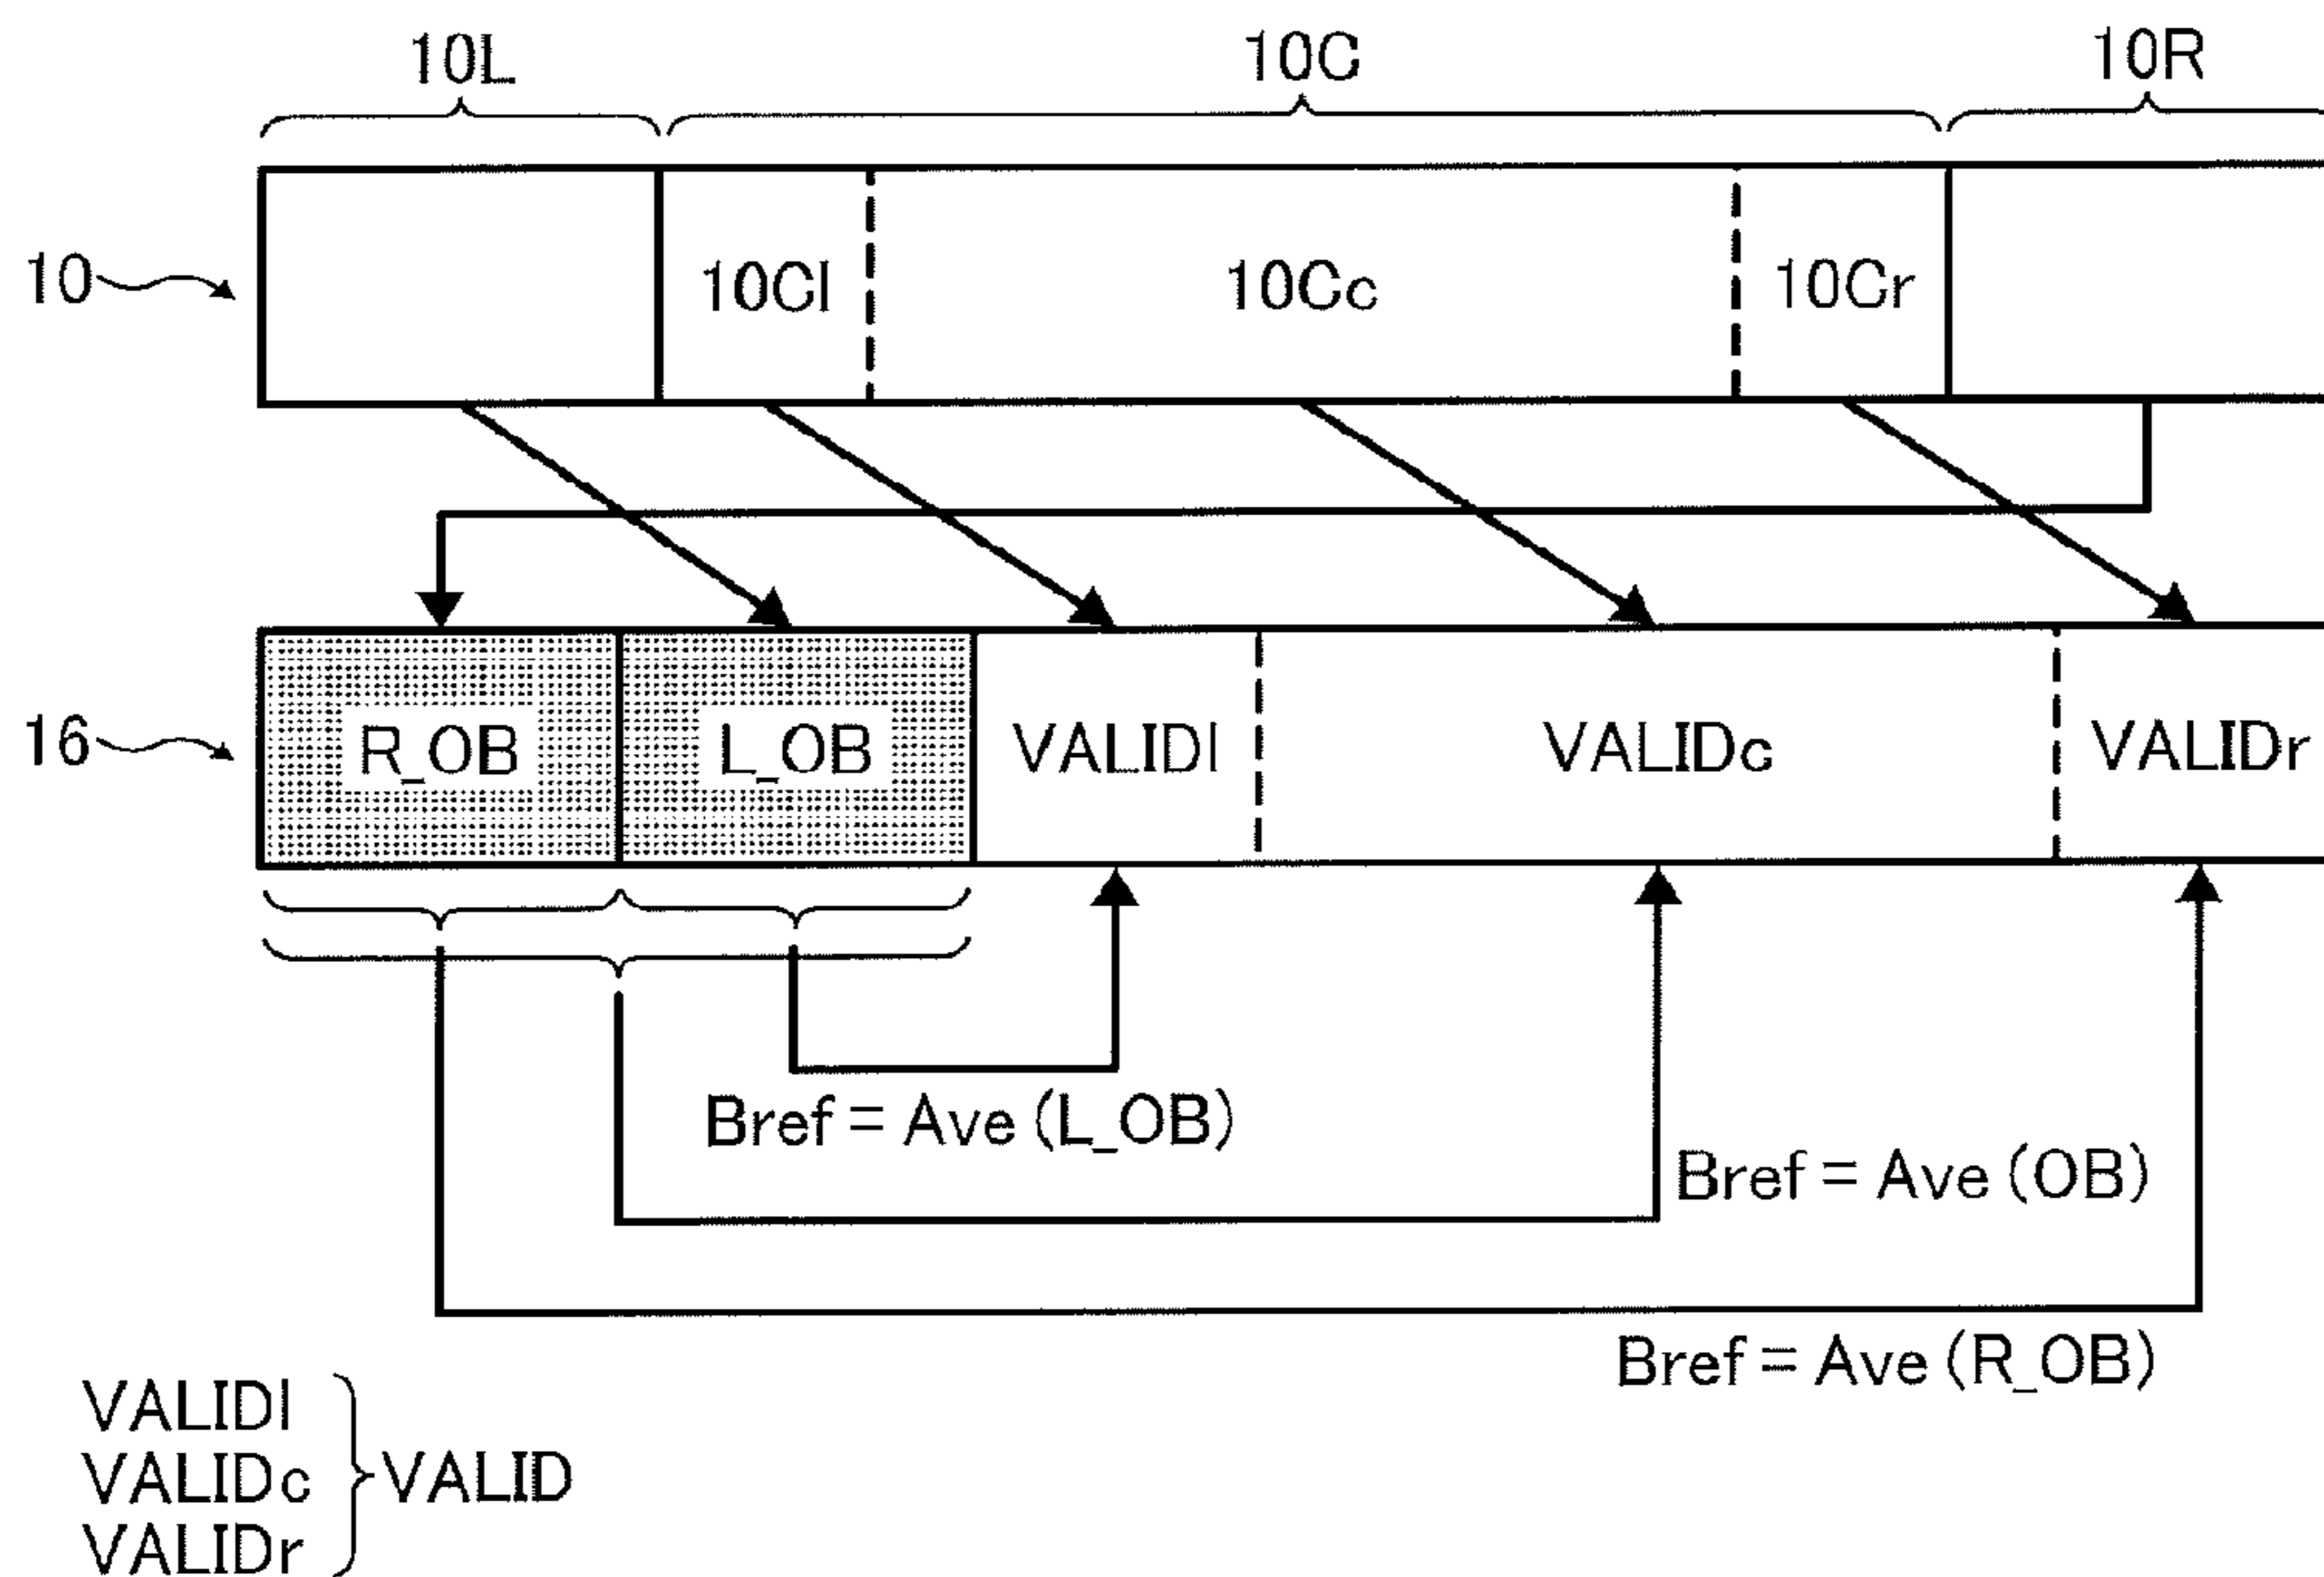 10L
10C
10R
10
10Cl
10Cc
10Cr
16
R_OB
L_OB
VALIDl
VALIDc
VALIDr
Bref = Ave (L_OB)
Bref = Ave (OB)
Bref = Ave (R_OB)
VALIDl
VALIDc
VALID
VALIDr